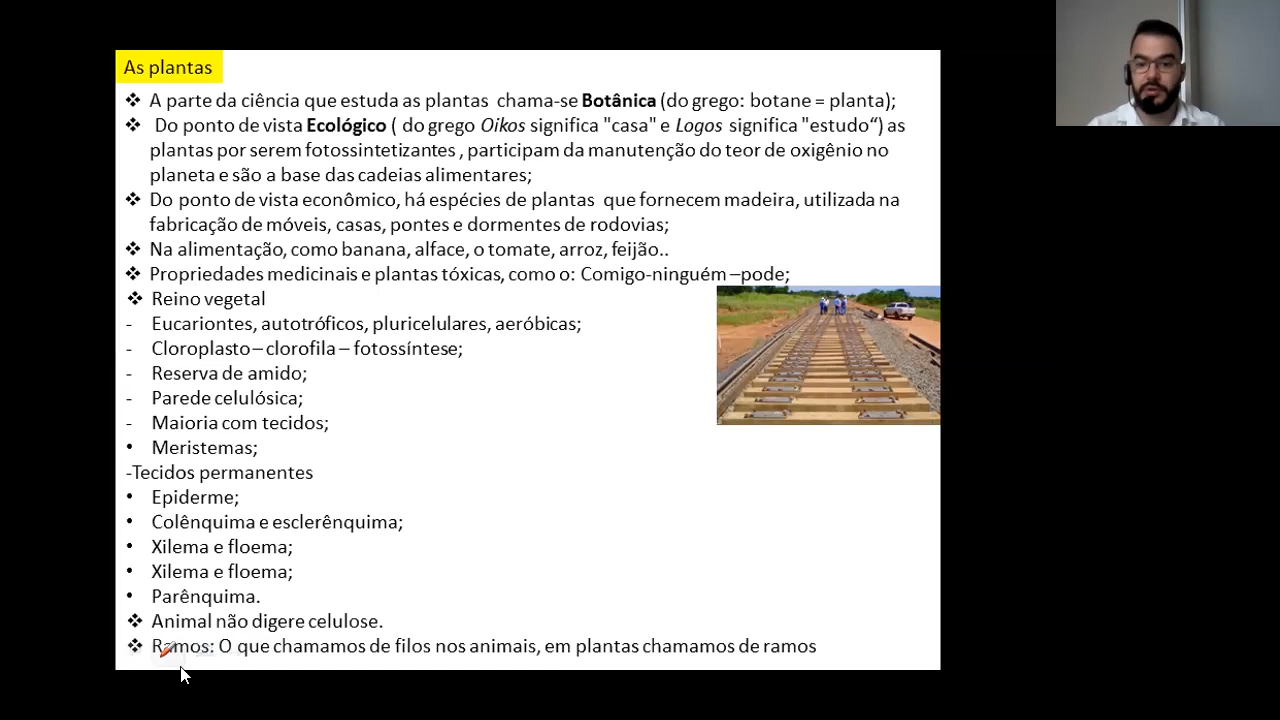 As plantas
❖ A parte da ciência que estuda as plantas chama-se Botânica (do grego: botane = planta);
❖ Do ponto de vista Ecológico ( do grego Oikos significa "casa" e Logos significa "estudo“) as
plantas por serem fotossintetizantes , participam da manutenção do teor de oxigênio no
planeta e são a base das cadeias alimentares;
❖ Do ponto de vista econômico, há espécies de plantas que fornecem madeira, utilizada na
fabricação de móveis, casas, pontes e dormentes de rodovias;
❖ Na alimentação, como banana, alface, o tomate, arroz, feijão..
❖ Propriedades medicinais e plantas tóxicas, como o: Comigo-ninguém –pode;
❖ Reino vegetal
- Eucariontes, autotróficos, pluricelulares, aeróbicas;
- Cloroplasto – clorofila – fotossíntese;
- Reserva de amido;
- Parede celulósica;
- Maioria com tecidos;
• Meristemas;
-Tecidos permanentes
• Epiderme;
• Colênquima e esclerênquima;
• Xilema e floema;
• Xilema e floema;
• Parênquima.
❖ Animal não digere celulose.
❖ Ramos: O que chamamos de filos nos animais, em plantas chamamos de ramos